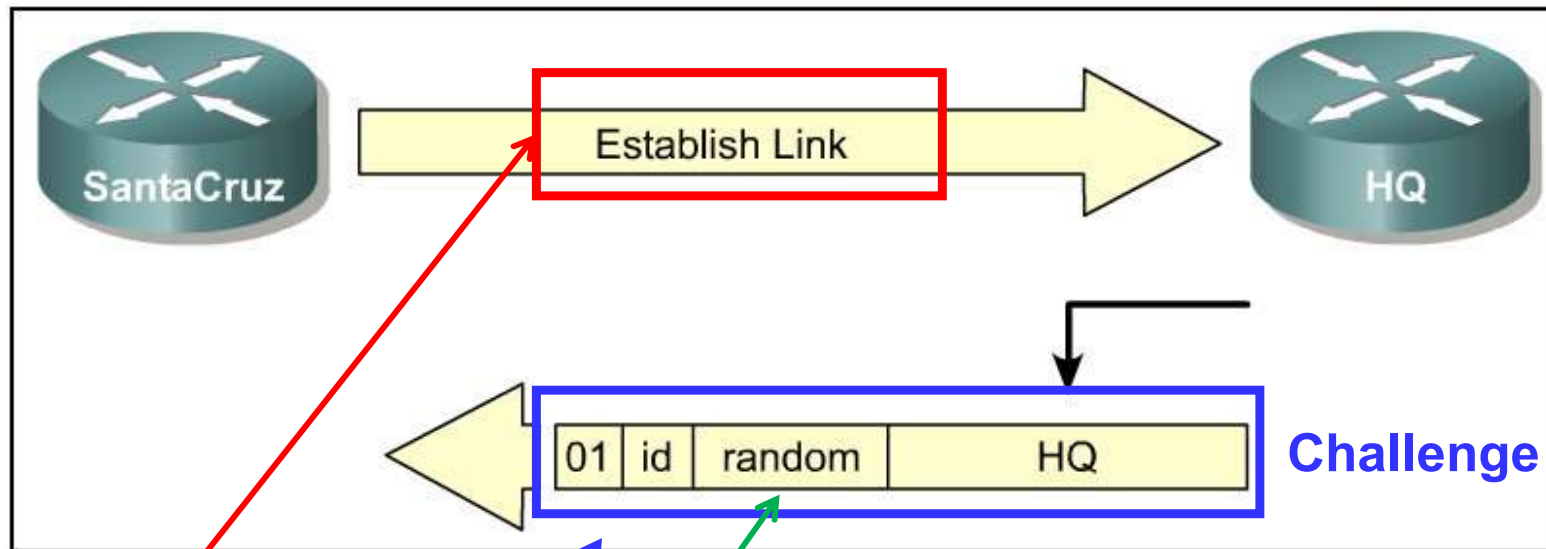 Establish Link
SantaCruz
HQ
01 id random HQ
Challenge